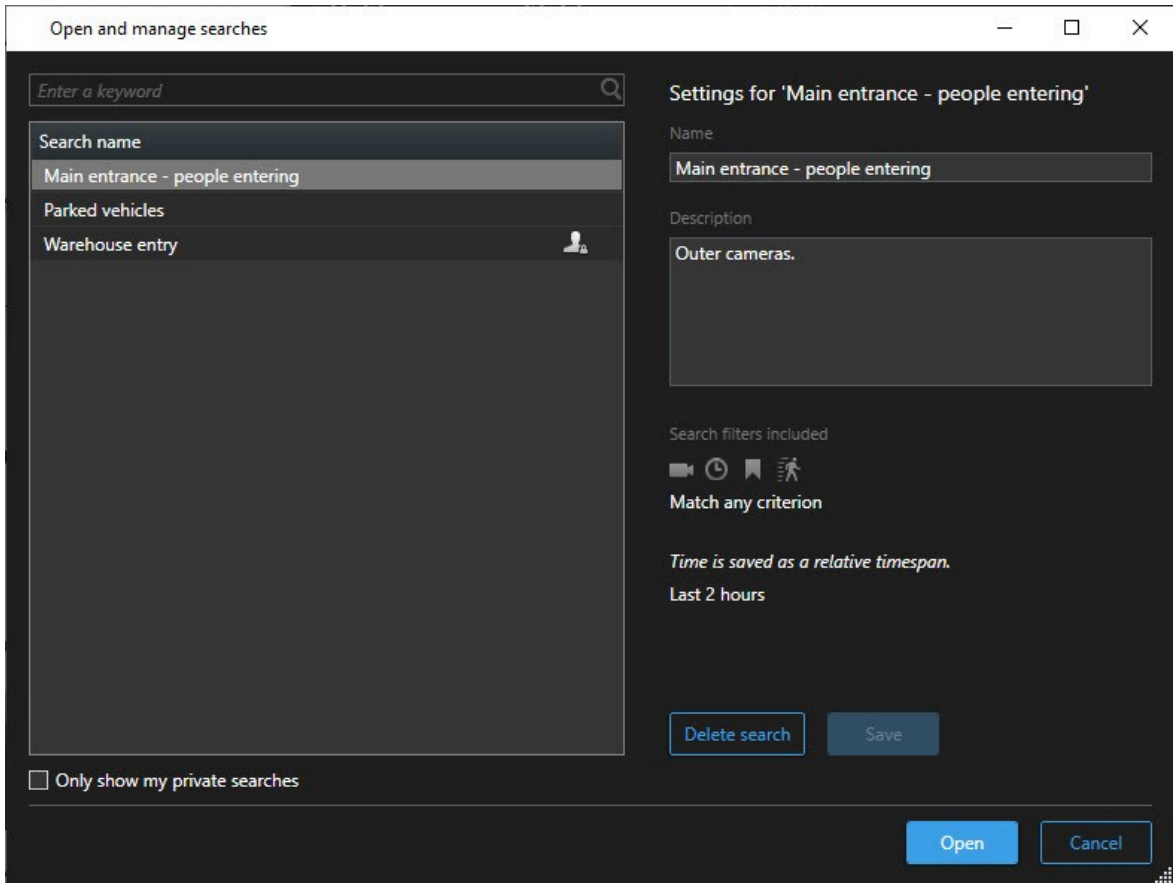 Open and manage searches
Enter a keyword
Search name
Main entrance - people entering
Parked vehicles
Warehouse entry
Only show my private searches
Settings for 'Main entrance - people entering'
Name
Main entrance - people entering
Description
Outer cameras.
Search filters included
Match any criterion
Time is saved as a relative timespan.
Last 2 hours
Delete search
Save
Open
Cancel